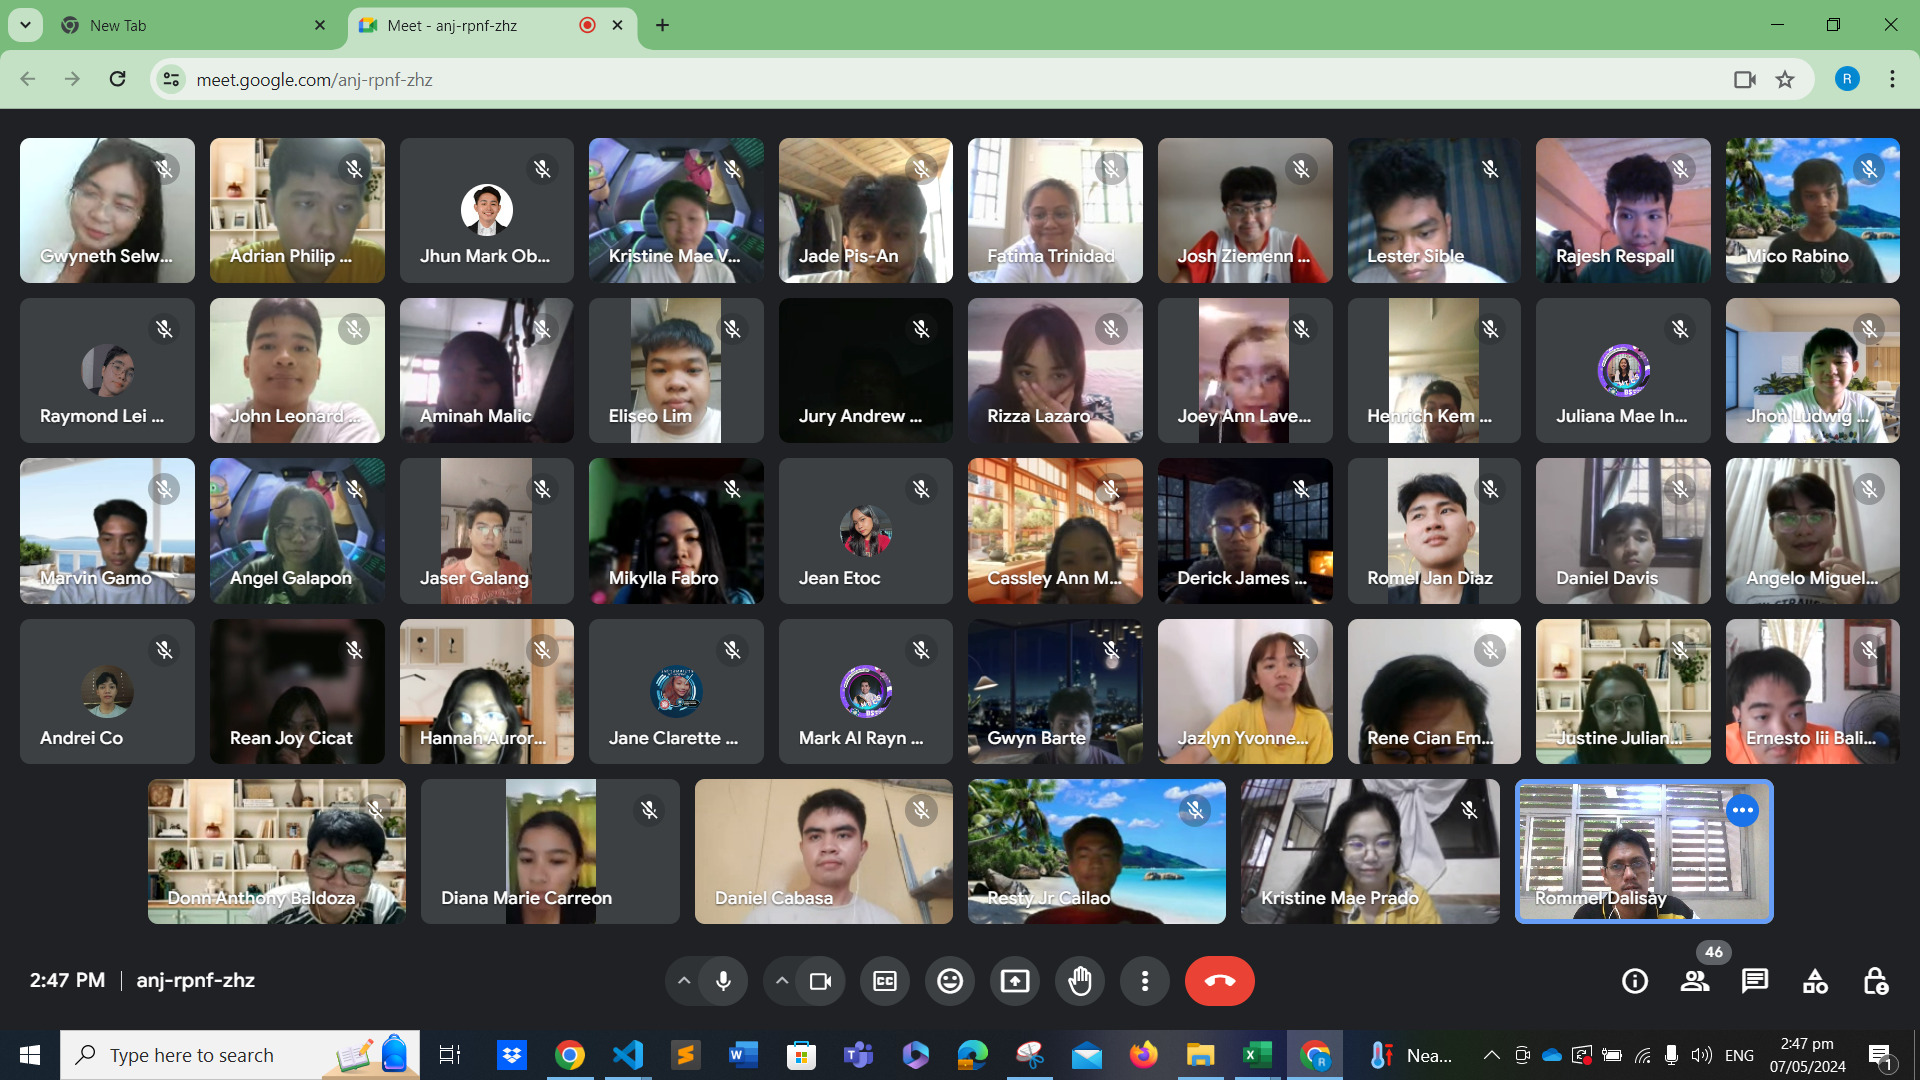 New Tab
Meet - anj-rpnf-zhz
meet.google.com/anj-rpnf-zhz
R
Gwyneth Selw...
Adrian Philip ...
Jhun Mark Ob...
Kristine Mae V...
Jade Pis-An
Fatima Trinidad
Josh Ziemenn ...
Lester Sible
Rajesh Respall
Mico Rabino
Raymond Lei ...
John Leonard ...
Aminah Malic
Eliseo Lim
Jury Andrew ...
Rizza Lazaro
Joey Ann Lave...
Henrich Kem ...
Juliana Mae In...
Jhon Ludwig ...
Marvin Gamo
Angel Galapon
Jaser Galang
Mikylla Fabro
Jean Etoc
Cassley Ann M...
Derick James ...
Romel Jan Diaz
Daniel Davis
Angelo Miguel...
Andrei Co
Rean Joy Cicat
Hannah Auror...
Jane Clarette ...
Mark Al Rayn ...
Gwyn Barte
Jazlyn Yvonne...
Rene Cian Em...
Justine Julian...
Ernesto Iii Bali...
Donn Anthony Baldoza
Diana Marie Carreon
Daniel Cabasa
Resty Jr Cailao
Kristine Mae Prado
Rommel Dalisay
46
2:47 PM | anj-rpnf-zhz
CC
Type here to search
Nea...
ENG
2:47 pm
07/05/2024
1